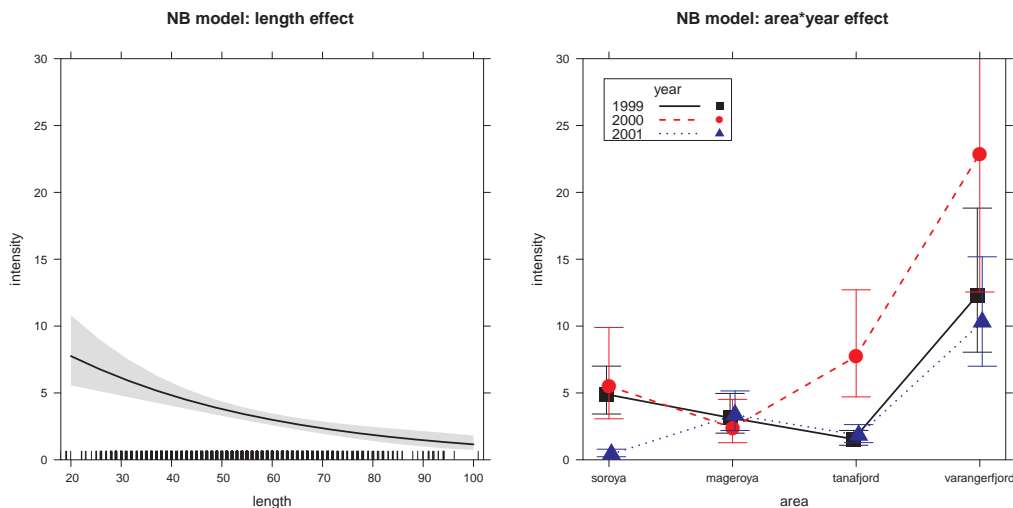 NB model: length effect
30
25
20
15
10
5
0
intensity
20 30 40 50 60 70 80 90 100
length
NB model: area*year effect
year
1999
2000
2001
30
25
20
15
10
5
0
intensity
soroya mageroya tanafjord varangerfjord
area